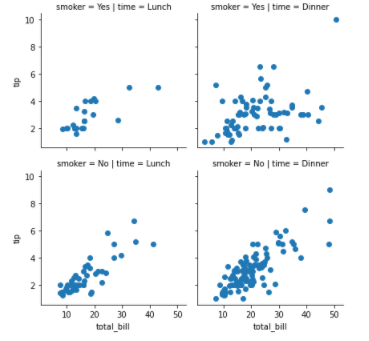 smoker = Yes | time = Lunch
smoker = Yes | time = Dinner
10
8
6
4
2
tip
smoker = No | time = Lunch
smoker = No | time = Dinner
10
8
6
4
2
tip
10 20 30 40 50
10 20 30 40 50
total_bill
total_bill